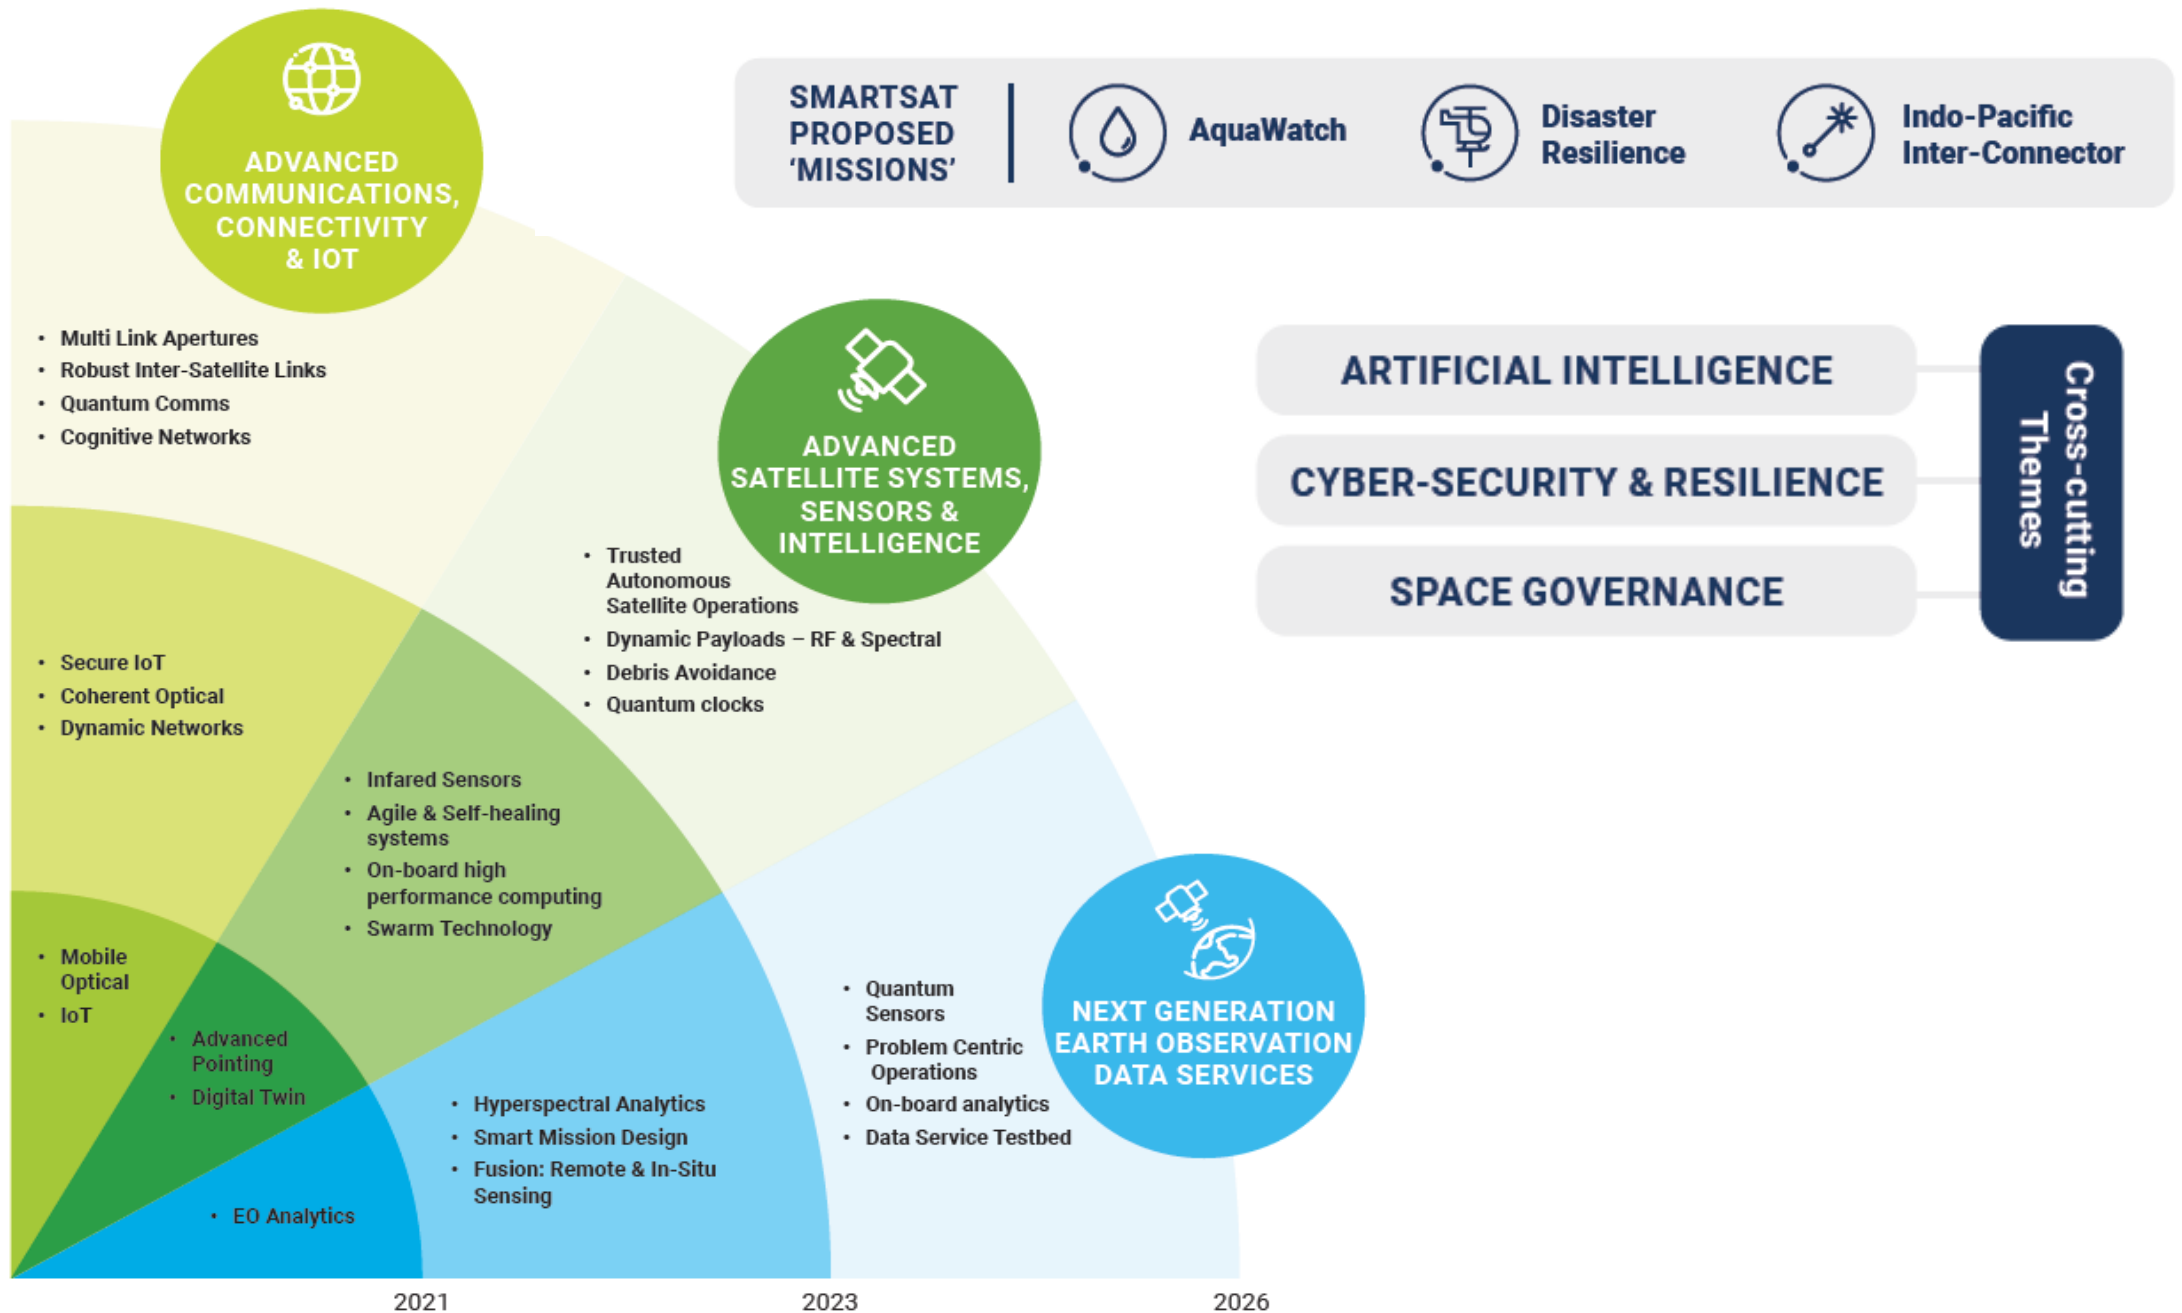 ADVANCED
COMMUNICATIONS,
CONNECTIVITY
& IOT
SMARTSAT
PROPOSED
‘MISSIONS’
AquaWatch
Disaster
Resilience
Indo-Pacific
Inter-Connector
• Multi Link Apertures
• Robust Inter-Satellite Links
• Quantum Comms
• Cognitive Networks
ADVANCED
SATELLITE SYSTEMS,
SENSORS &
INTELLIGENCE
ARTIFICIAL INTELLIGENCE
CYBER-SECURITY & RESILIENCE
SPACE GOVERNANCE
Cross-cutting
Themes
• Trusted
Autonomous
Satellite Operations
• Dynamic Payloads – RF & Spectral
• Debris Avoidance
• Quantum clocks
• Secure IoT
• Coherent Optical
• Dynamic Networks
• Infared Sensors
• Agile & Self-healing
systems
• On-board high
performance computing
• Swarm Technology
• Mobile
Optical
• IoT
• Advanced
Pointing
• Digital Twin
NEXT GENERATION
EARTH OBSERVATION
DATA SERVICES
• Quantum
Sensors
• Problem Centric
Operations
• On-board analytics
• Data Service Testbed
• Hyperspectral Analytics
• Smart Mission Design
• Fusion: Remote & In-Situ
Sensing
• EO Analytics
2021
2023
2026